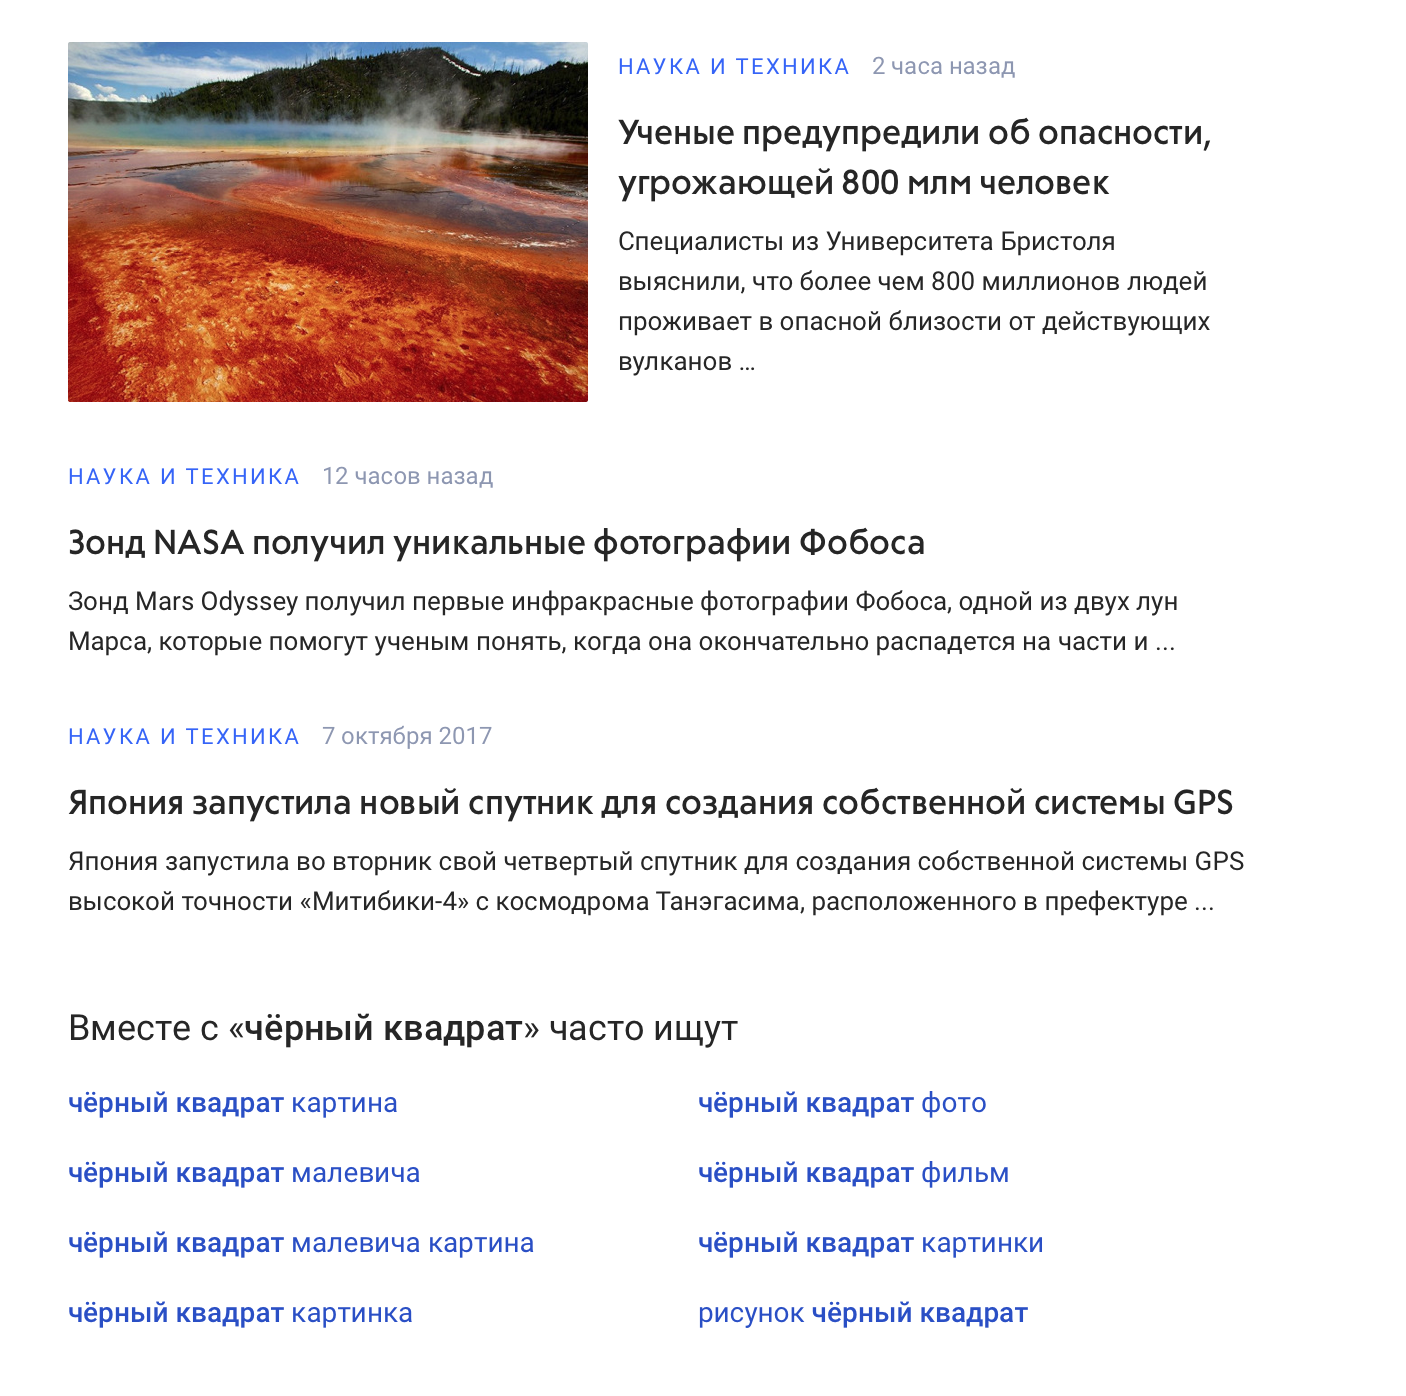 НАУКА И ТЕХНИКА 2 часа назад
Ученые предупредили об опасности,
угрожающей 800 млм человек
Специалисты из Университета Бристоля
выяснили, что более чем 800 миллионов людей
проживает в опасной близости от действующих
вулканов ...
НАУКА И ТЕХНИКА 12 часов назад
Зонд NASA получил уникальные фотографии Фобоса
Зонд Mars Odyssey получил первые инфракрасные фотографии Фобоса, одной из двух лун
Марса, которые помогут ученым понять, когда она окончательно распадется на части и ...
НАУКА И ТЕХНИКА 7 октября 2017
Япония запустила новый спутник для создания собственной системы GPS
Япония запустила во вторник свой четвертый спутник для создания собственной системы GPS
высокой точности «Митибики-4» с космодрома Танэгасима, расположенного в префектуре ...
Вместе с «чёрный квадрат» часто ищут
чёрный квадрат картина
чёрный квадрат фото
чёрный квадрат малевича
чёрный квадрат фильм
чёрный квадрат малевича картина
чёрный квадрат картинки
чёрный квадрат картинка
рисунок чёрный квадрат